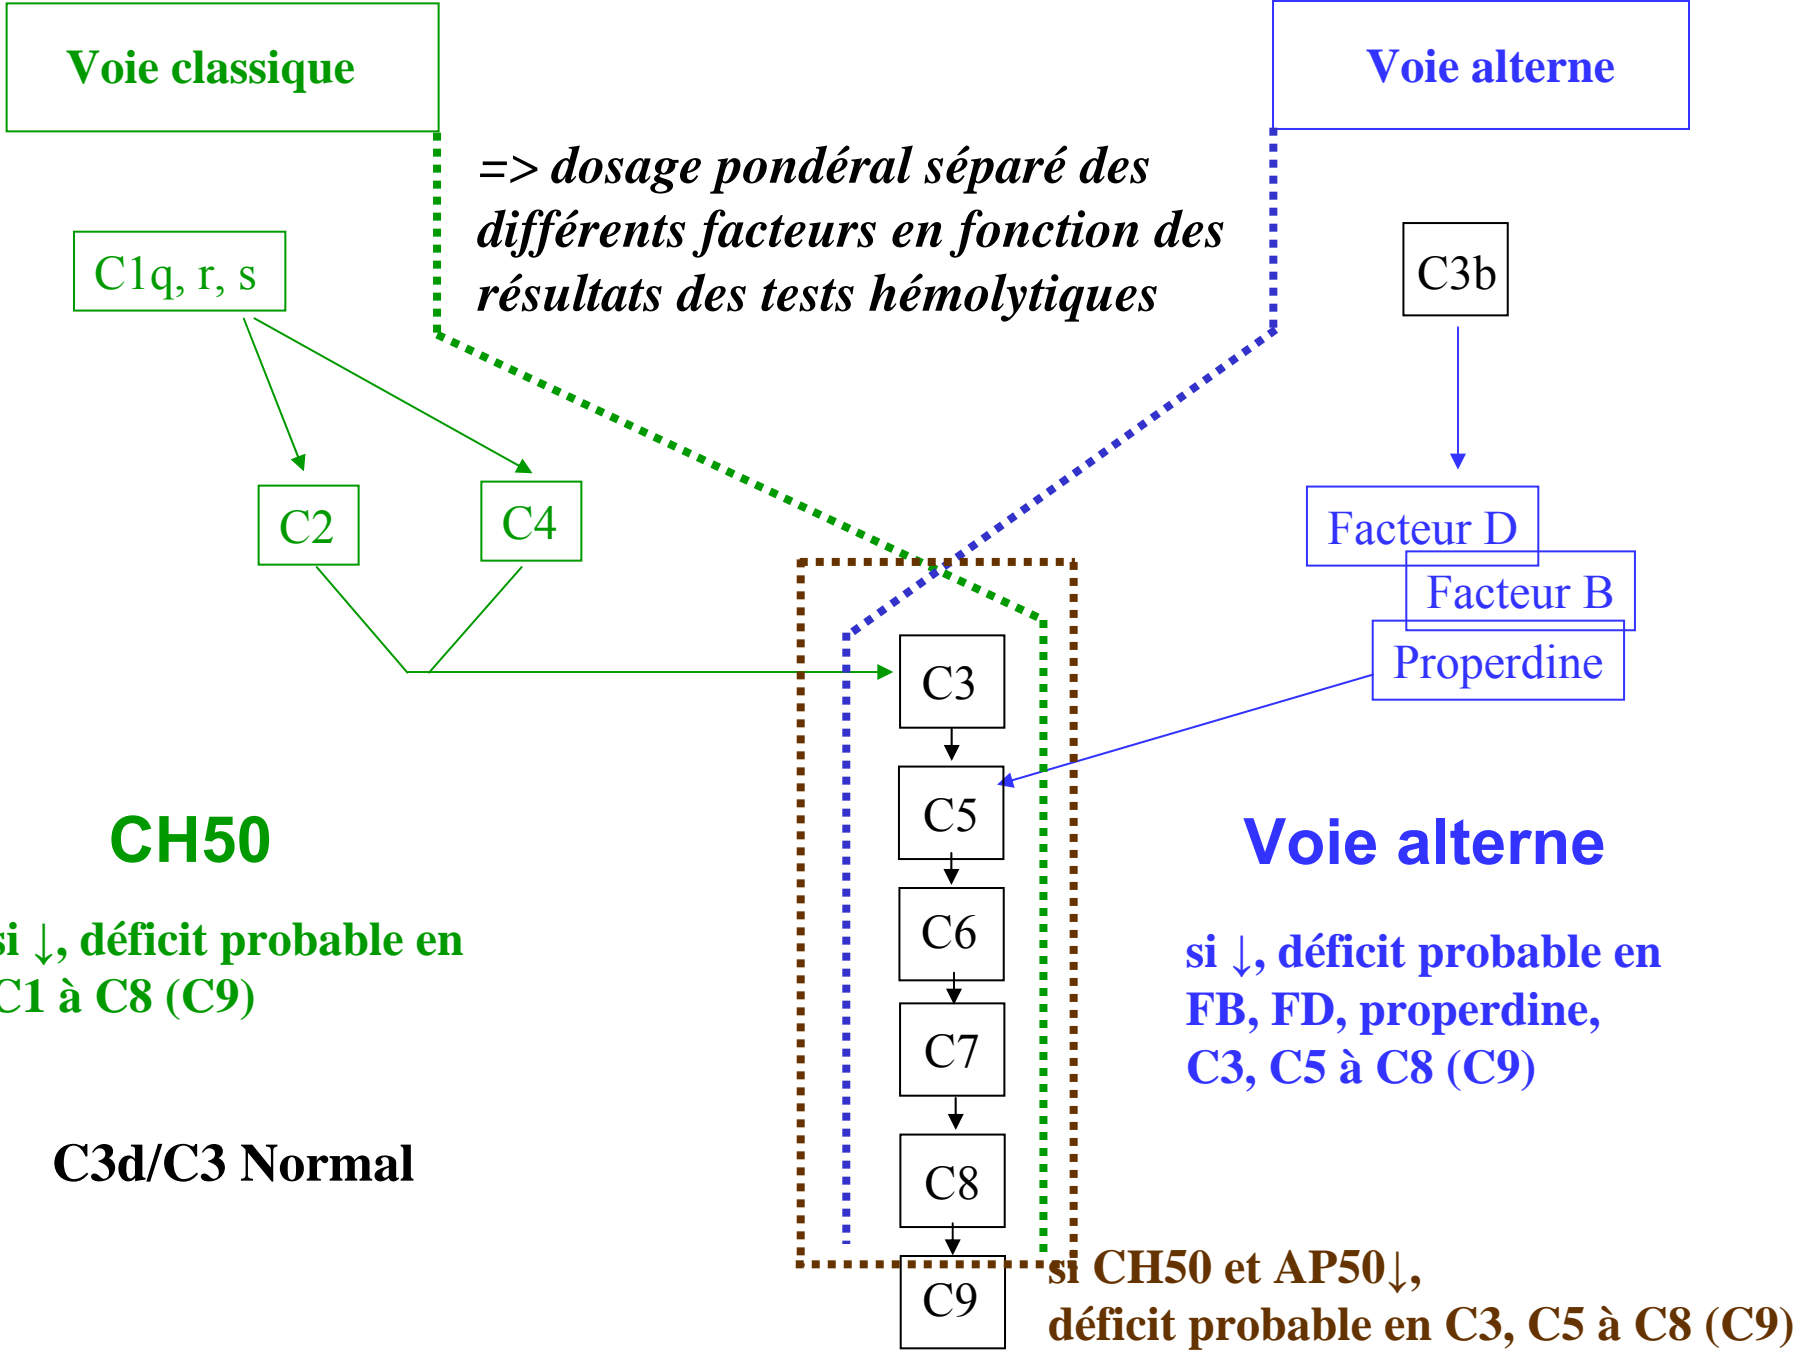 Voie classique
Voie alterne
=> dosage pondéral séparé des
différents facteurs en fonction des
résultats des tests hémolytiques
C1q, r, s
C3b
C2
C4
Facteur D
Facteur B
Properdine
C3
C5
C6
C7
C8
C9
CH50
si ↓, déficit probable en
C1 à C8 (C9)
C3d/C3 Normal
Voie alterne
si ↓, déficit probable en
FB, FD, properdine,
C3, C5 à C8 (C9)
si CH50 et AP50↓,
déficit probable en C3, C5 à C8 (C9)